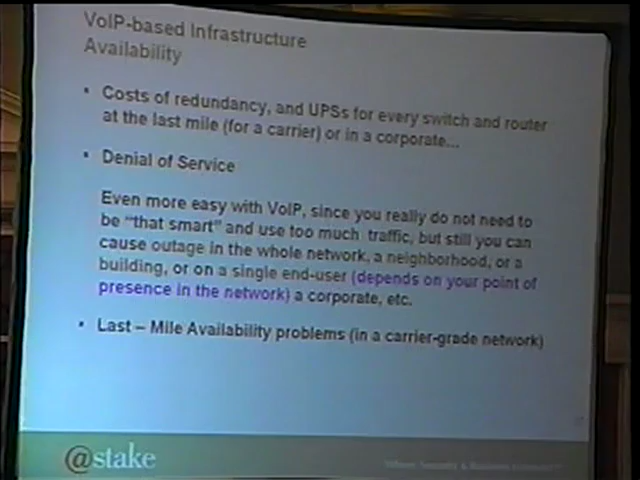 VoIP-based Infrastructure
Availability
• Costs of redundancy, and UPSs for every switch and router
at the last mile (for a carrier) or in a corporate...
• Denial of Service
Even more easy with VoIP, since you really do not need to
be "that smart" and use too much traffic, but still you can
cause outage in the whole network, a neighborhood, or a
building, or on a single end-user (depends on your point of
presence in the network) a corporate, etc.
• Last – Mile Availability problems (in a carrier-grade network)
@stake